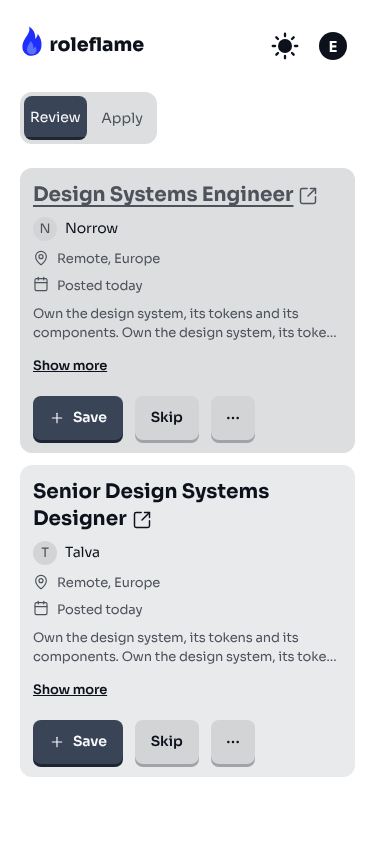 roleflame
E
Review
Apply
Design Systems Engineer
N
Norrow
Remote, Europe
Posted today
Own the design system, its tokens and its
components. Own the design system, its toke...
Show more
+ Save
Skip
...
Senior Design Systems
Designer
T
Talva
Remote, Europe
Posted today
Own the design system, its tokens and its
components. Own the design system, its toke...
Show more
+ Save
Skip
...